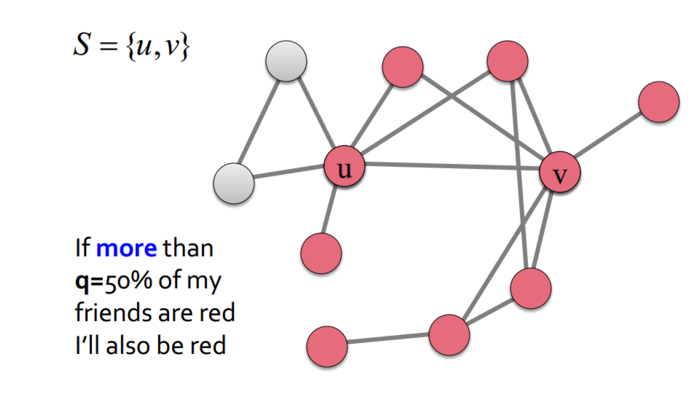 S = {u, v}
u
v
If more than
q=50% of my
friends are red
I'll also be red